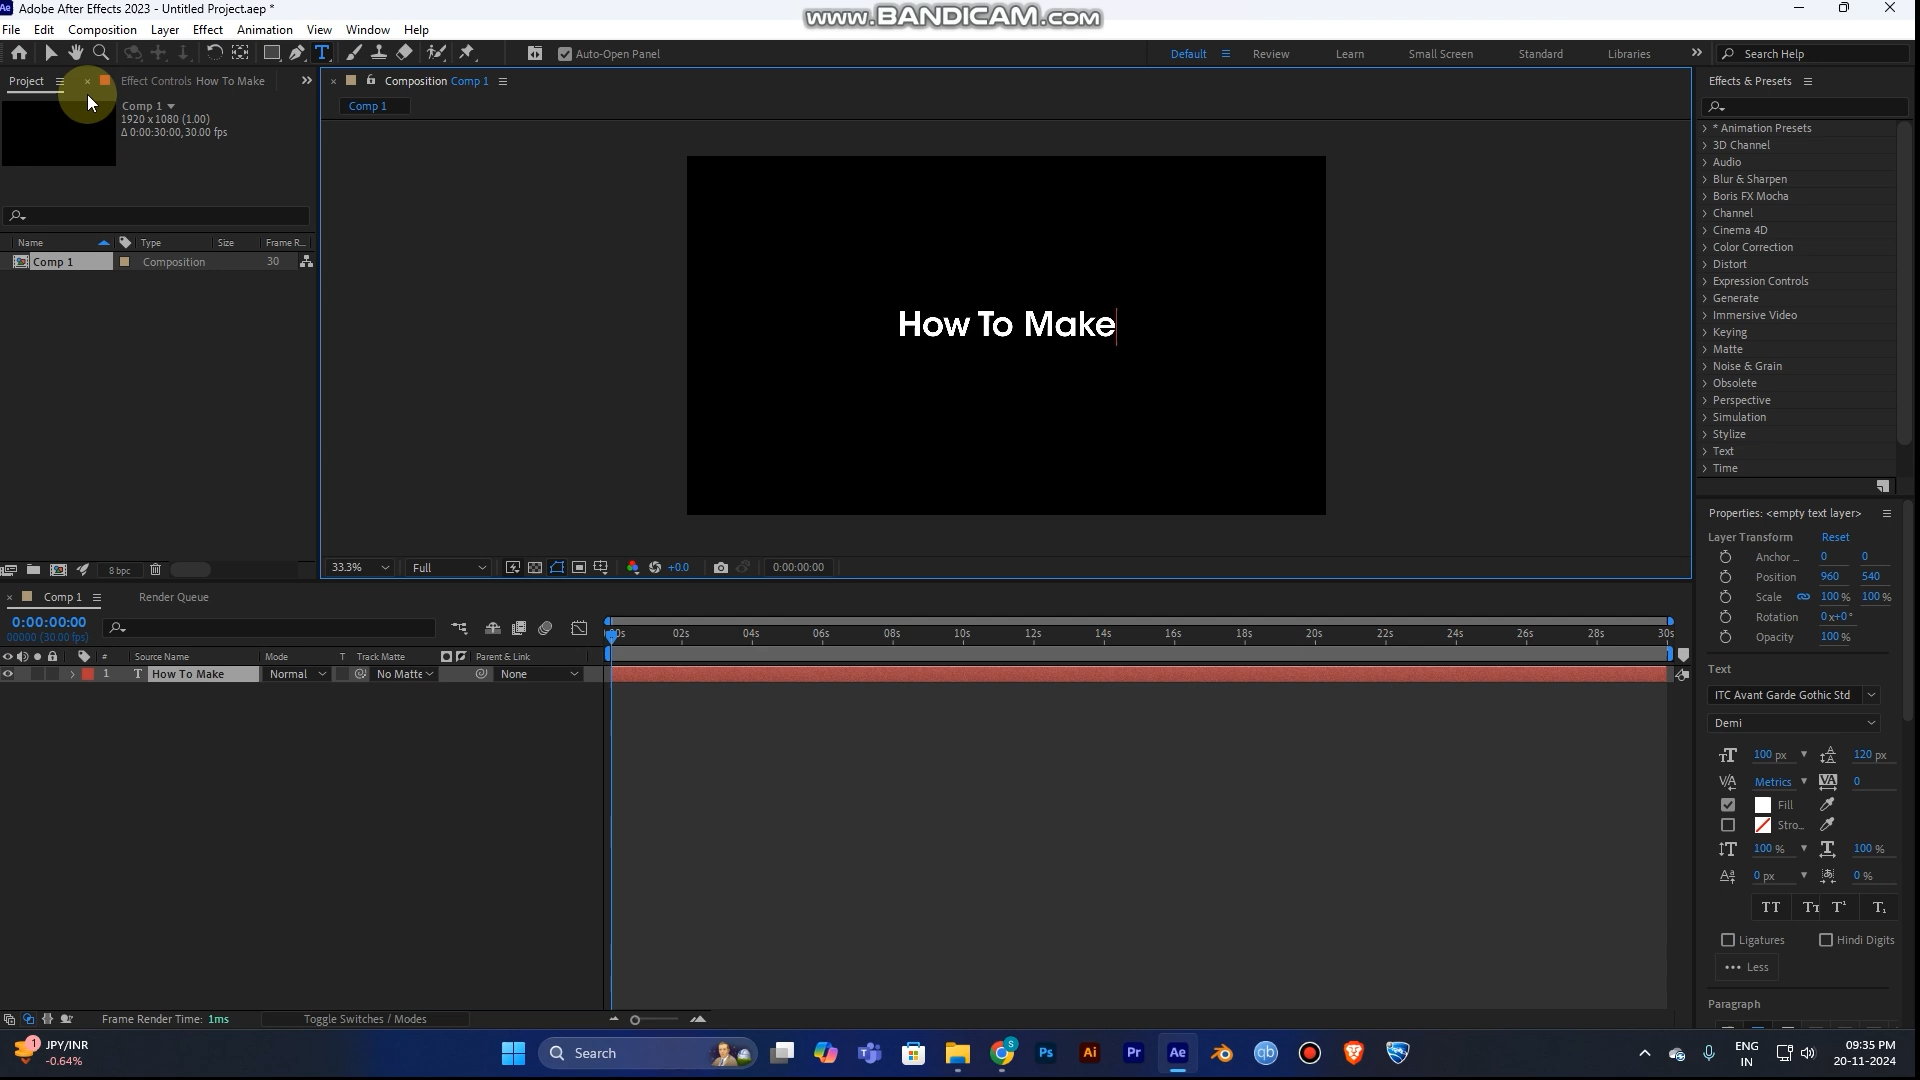 Ae Adobe After Effects 2023 - Untitled Project.aep *
www.BANDICAM.com
File Edit Composition Layer Effect Animation View Window Help
Auto-Open Panel
Default Review Learn Small Screen Standard Libraries Search Help
Project Effect Controls How To Make
Composition Comp 1
Effects & Presets
Comp 1
1920 x 1080 (1.00)
Δ 0:00:30:00, 30.00 fps
Comp 1
* Animation Presets
3D Channel
Audio
Blur & Sharpen
Boris FX Mocha
Channel
Cinema 4D
Color Correction
Distort
Expression Controls
Generate
Immersive Video
Keying
Matte
Noise & Grain
Obsolete
Perspective
Simulation
Stylize
Text
Time
Name Type Size Frame R...
Comp 1 Composition 30
How To Make
8 bpc
33.3% Full +0.0 0:00:00:00
Properties: <empty text layer>
Layer Transform Reset
Anchor ... 0 0
Position 960 540
Scale 100 % 100 %
Rotation 0x+0°
Opacity 100 %
Text
ITC Avant Garde Gothic Std
Demi
100 px 120 px
Metrics 0
Fill
Stro...
100 % 100 %
0 px 0 %
TT Tт T¹ T₁
Ligatures Hindi Digits
Less
Paragraph
Comp 1 Render Queue
0:00:00:00
00000 (30.00 fps)
00s 02s 04s 06s 08s 10s 12s 14s 16s 18s 20s 22s 24s 26s 28s 30s
# Source Name Mode T Track Matte Parent & Link
1 T How To Make Normal No Matte None
Frame Render Time: 1ms Toggle Switches / Modes
JPY/INR
-0.64%
Search
Ps Ai Pr Ae qb
ENG
IN
09:35 PM
20-11-2024